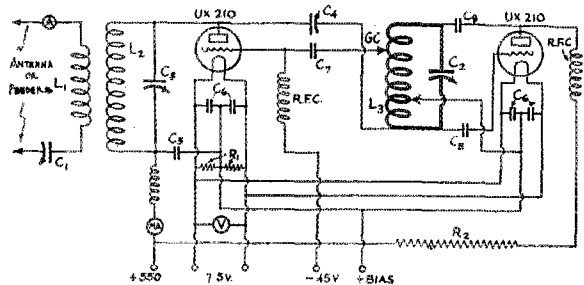 A
ANTENNA
OR
FEEDERS
L1
C1
L2
C3
C5
MA
UX 210
C6
R1
V
C4
C7
R.F.C.
GC
L3
C2
C9
C8
UX 210
R.F.C.
C6
R2
+550
7.5V.
-45V
+BIAS